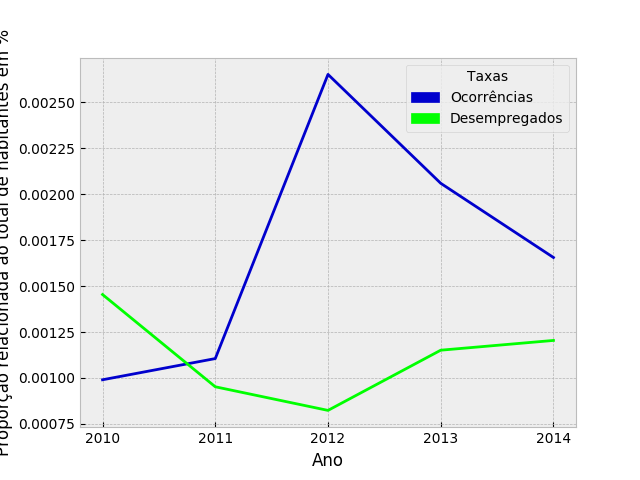 Proporção relacionada ao total de habitantes em %
Taxas
Ocorrências
Desempregados
0.00250
0.00225
0.00200
0.00175
0.00150
0.00125
0.00100
0.00075
2010 2011 2012 2013 2014
Ano